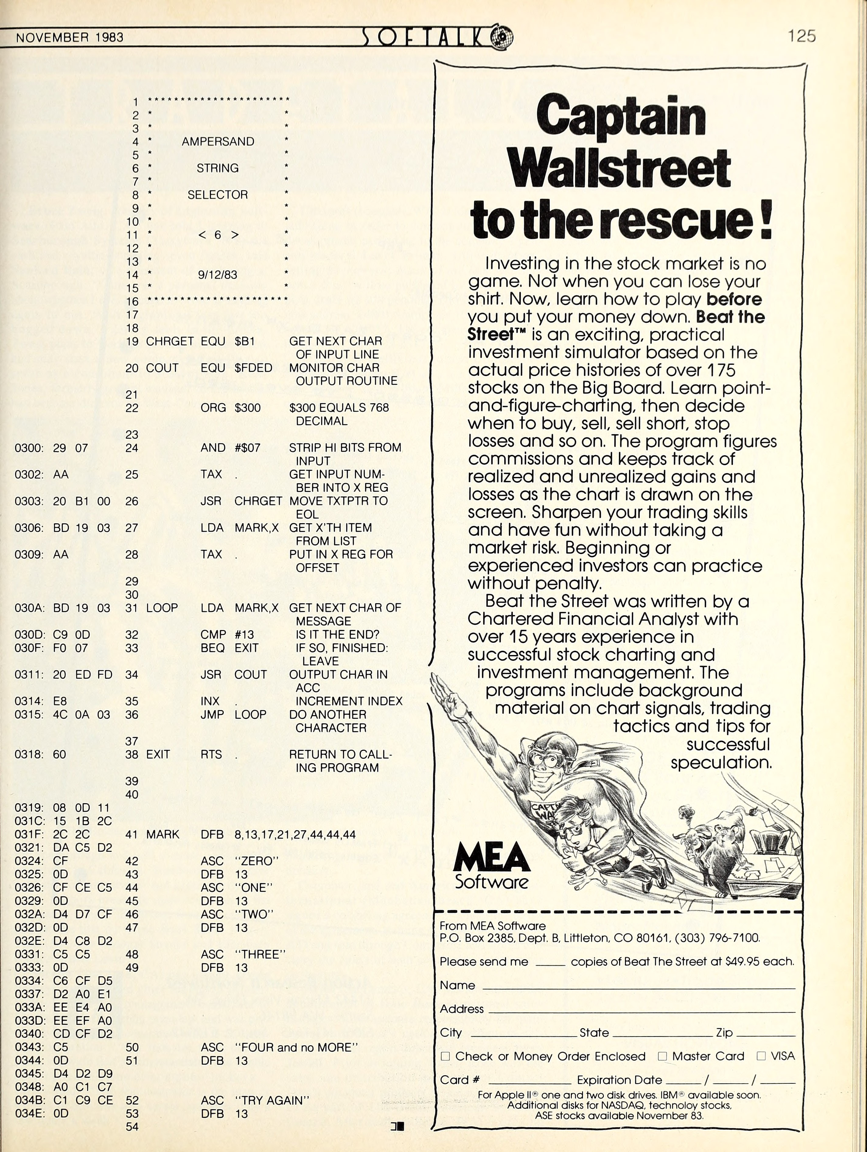 NOVEMBER 1983
SOFTALK
125
1 **********************
2 * *
3 * *
4 * AMPERSAND *
5 * *
6 * STRING *
7 * *
8 * SELECTOR *
9 * *
10 * *
11 * < 6 > *
12 * *
13 * *
14 * 9/12/83 *
15 * *
16 **********************
17
18
19 CHRGET EQU $B1 GET NEXT CHAR
OF INPUT LINE
20 COUT EQU $FDED MONITOR CHAR
OUTPUT ROUTINE
21
22 ORG $300 $300 EQUALS 768
DECIMAL
23
0300: 29 07 24 AND #$07 STRIP HI BITS FROM
INPUT
0302: AA 25 TAX . GET INPUT NUM-
BER INTO X REG
0303: 20 B1 00 26 JSR CHRGET MOVE TXTPTR TO
EOL
0306: BD 19 03 27 LDA MARK,X GET X'TH ITEM
FROM LIST
0309: AA 28 TAX . PUT IN X REG FOR
OFFSET
29
30
030A: BD 19 03 31 LOOP LDA MARK,X GET NEXT CHAR OF
MESSAGE
030D: C9 0D 32 CMP #13 IS IT THE END?
030F: F0 07 33 BEQ EXIT IF SO, FINISHED:
LEAVE
0311: 20 ED FD 34 JSR COUT OUTPUT CHAR IN
ACC
0314: E8 35 INX . INCREMENT INDEX
0315: 4C 0A 03 36 JMP LOOP DO ANOTHER
CHARACTER
37
0318: 60 38 EXIT RTS . RETURN TO CALL-
ING PROGRAM
39
40
0319: 08 0D 11
031C: 15 1B 2C
031F: 2C 2C 41 MARK DFB 8,13,17,21,27,44,44,44
0321: DA C5 D2
0324: CF 42 ASC "ZERO"
0325: 0D 43 DFB 13
0326: CF CE C5 44 ASC "ONE"
0329: 0D 45 DFB 13
032A: D4 D7 CF 46 ASC "TWO"
032D: 0D 47 DFB 13
032E: D4 C8 D2
0331: C5 C5 48 ASC "THREE"
0333: 0D 49 DFB 13
0334: C6 CF D5
0337: D2 A0 E1
033A: EE E4 A0
033D: EE EF A0
0340: CD CF D2
0343: C5 50 ASC "FOUR and no MORE"
0344: 0D 51 DFB 13
0345: D4 D2 D9
0348: A0 C1 C7
034B: C1 C9 CE 52 ASC "TRY AGAIN"
034E: 0D 53 DFB 13
54
Captain
Wallstreet
to the rescue!
Investing in the stock market is no
game. Not when you can lose your
shirt. Now, learn how to play before
you put your money down. Beat the
Street™ is an exciting, practical
investment simulator based on the
actual price histories of over 175
stocks on the Big Board. Learn point-
and-figure-charting, then decide
when to buy, sell, sell short, stop
losses and so on. The program figures
commissions and keeps track of
realized and unrealized gains and
losses as the chart is drawn on the
screen. Sharpen your trading skills
and have fun without taking a
market risk. Beginning or
experienced investors can practice
without penalty.
Beat the Street was written by a
Chartered Financial Analyst with
over 15 years experience in
successful stock charting and
investment management. The
programs include background
material on chart signals, trading
tactics and tips for
successful
speculation.
MEA
Software
From MEA Software
P.O. Box 2385, Dept. B, Littleton, CO 80161, (303) 796-7100.
Please send me ____ copies of Beat The Street at $49.95 each.
Name ____
Address ____
City ____ State ____ Zip ____
☐ Check or Money Order Enclosed ☐ Master Card ☐ VISA
Card # ____ Expiration Date ____/____/____
For Apple II® one and two disk drives. IBM® available soon.
Additional disks for NASDAQ, technoloy stocks,
ASE stocks available November 83.